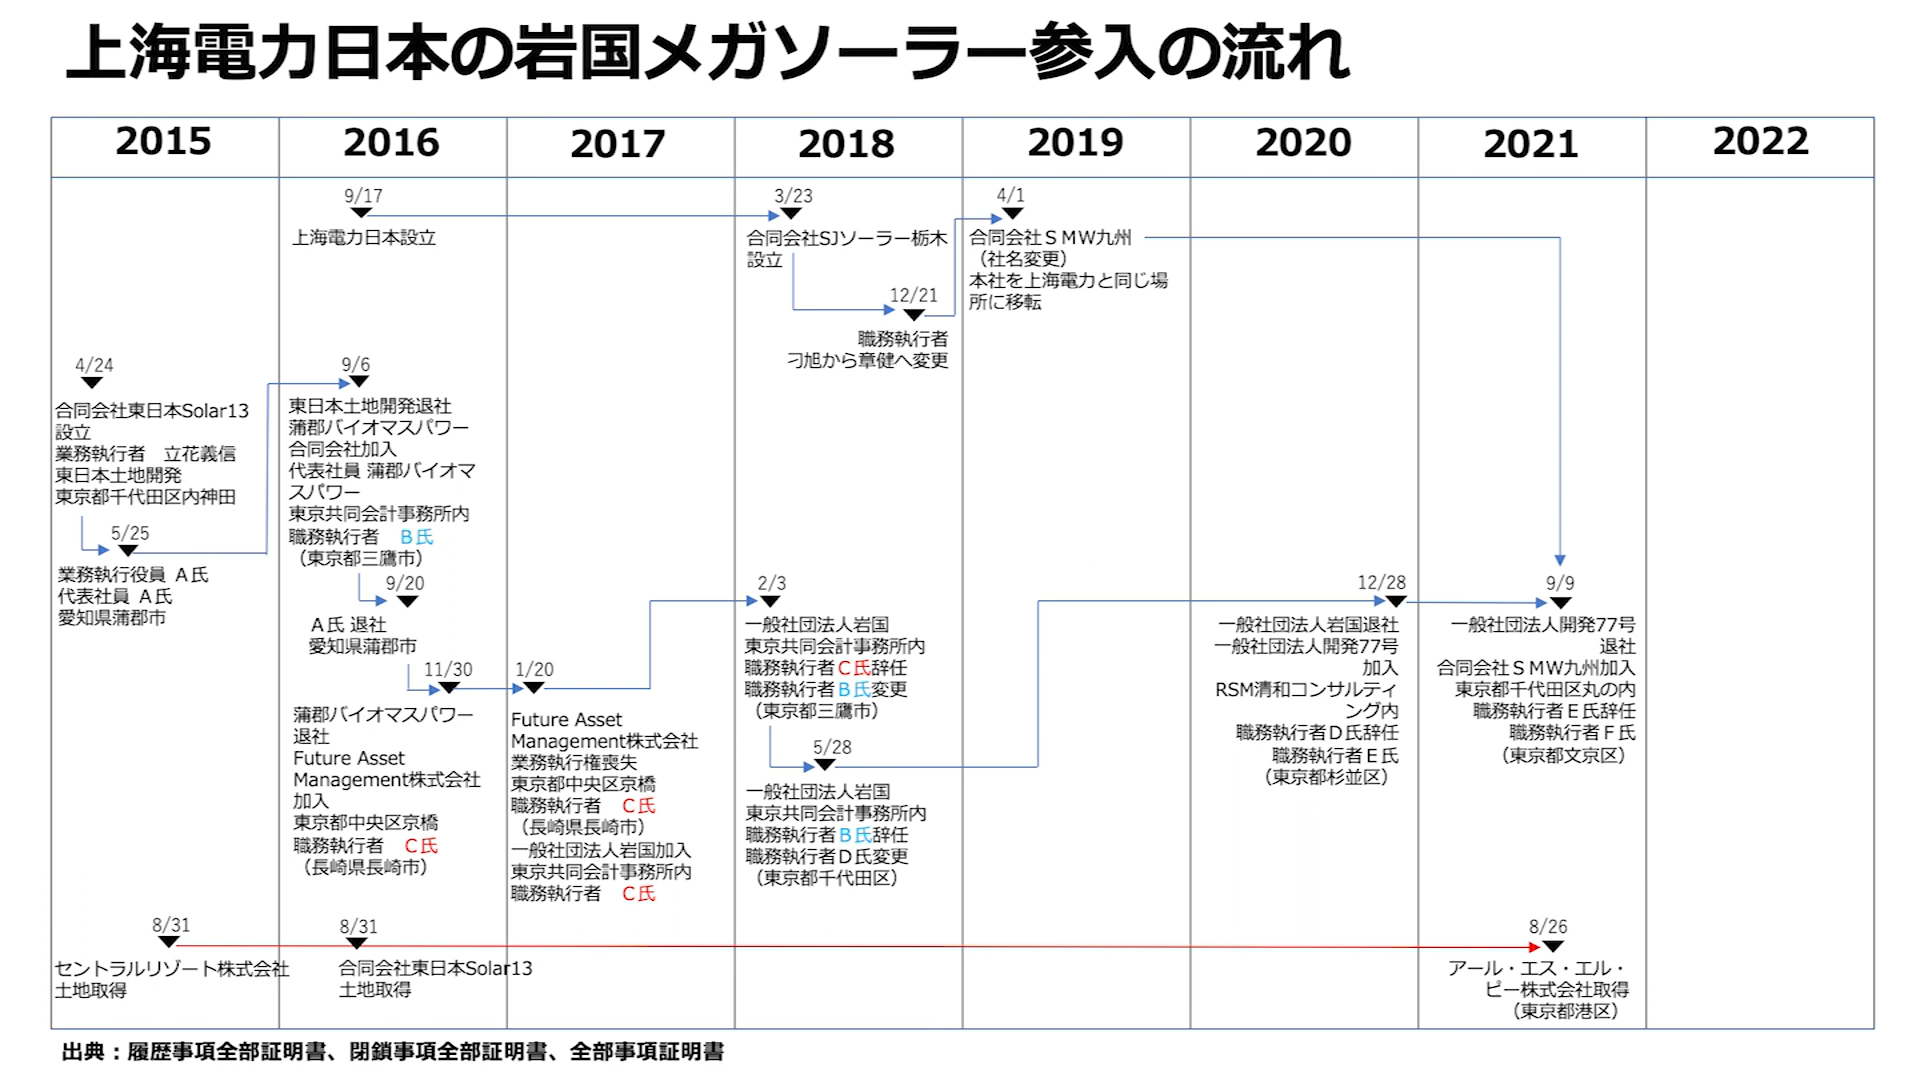 上海電力日本の岩国メガソーラー参入の流れ
2015
2016
2017
2018
2019
2020
2021
2022
9/17
上海電力日本設立
3/23
合同会社SJソーラー栃木
設立
12/21
職務執行者
刁旭から章健へ変更
4/1
合同会社ＳＭＷ九州
（社名変更）
本社を上海電力と同じ場
所に移転
4/24
合同会社東日本Solar13
設立
業務執行者　立花義信
東日本土地開発
東京都千代田区内神田
5/25
業務執行役員 Ａ氏
代表社員 Ａ氏
愛知県蒲郡市
9/6
東日本土地開発退社
蒲郡バイオマスパワー
合同会社加入
代表社員 蒲郡バイオマ
スパワー
東京共同会計事務所内
職務執行者　Ｂ氏
（東京都三鷹市）
9/20
Ａ氏 退社
愛知県蒲郡市
11/30
蒲郡バイオマスパワー
退社
Future Asset
Management株式会社
加入
東京都中央区京橋
職務執行者　Ｃ氏
（長崎県長崎市）
1/20
Future Asset
Management株式会社
業務執行権喪失
東京都中央区京橋
職務執行者　Ｃ氏
（長崎県長崎市）
一般社団法人岩国加入
東京共同会計事務所内
職務執行者　Ｃ氏
2/3
一般社団法人岩国
東京共同会計事務所内
職務執行者Ｃ氏辞任
職務執行者Ｂ氏変更
（東京都三鷹市）
5/28
一般社団法人岩国
東京共同会計事務所内
職務執行者Ｂ氏辞任
職務執行者Ｄ氏変更
（東京都千代田区）
12/28
一般社団法人岩国退社
一般社団法人開発77号
加入
RSM清和コンサルティ
ング内
職務執行者Ｄ氏辞任
職務執行者Ｅ氏
（東京都杉並区）
9/9
一般社団法人開発77号
退社
合同会社ＳＭＷ九州加入
東京都千代田区丸の内
職務執行者Ｅ氏辞任
職務執行者Ｆ氏
（東京都文京区）
8/31
セントラルリゾート株式会社
土地取得
8/31
合同会社東日本Solar13
土地取得
8/26
アール・エス・エル・
ピー株式会社取得
（東京都港区）
出典：履歴事項全部証明書、閉鎖事項全部証明書、全部事項証明書